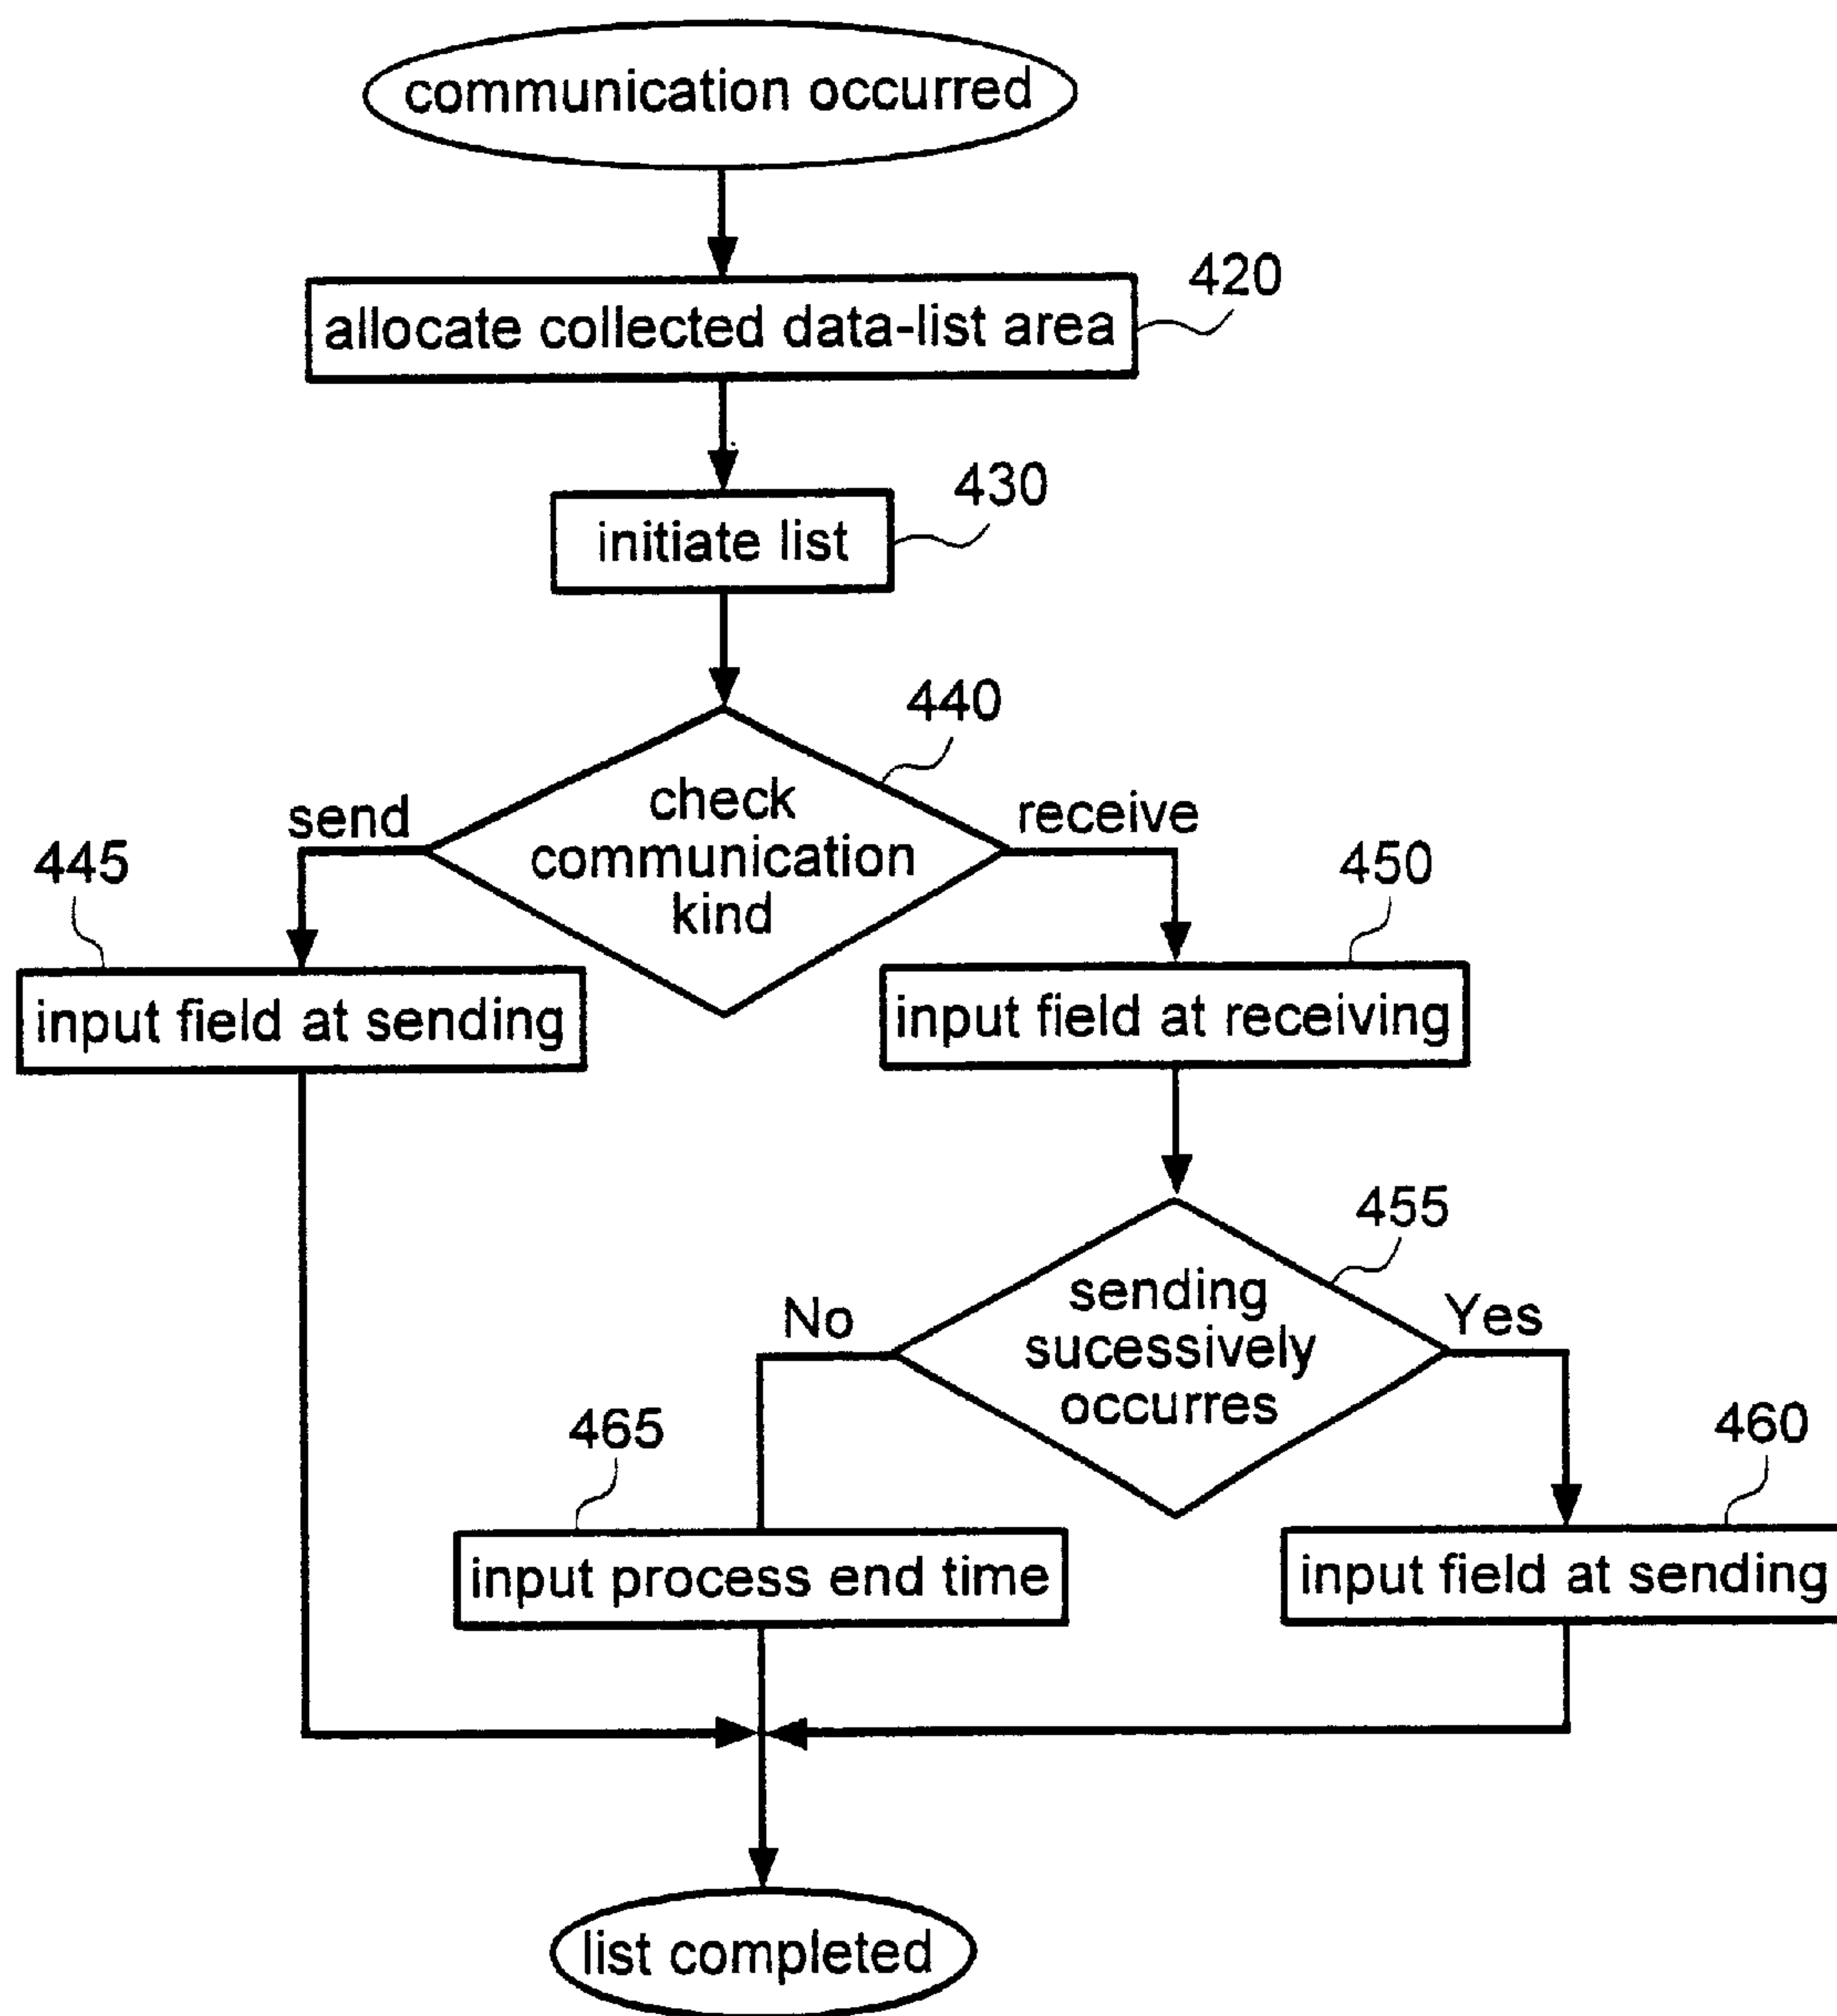 communication occurred
420
allocate collected data-list area
430
initiate list
440
send
check
communication
kind
receive
445
450
input field at sending
input field at receiving
455
No
sending
sucessively
occurres
Yes
465
460
input process end time
input field at sending
list completed